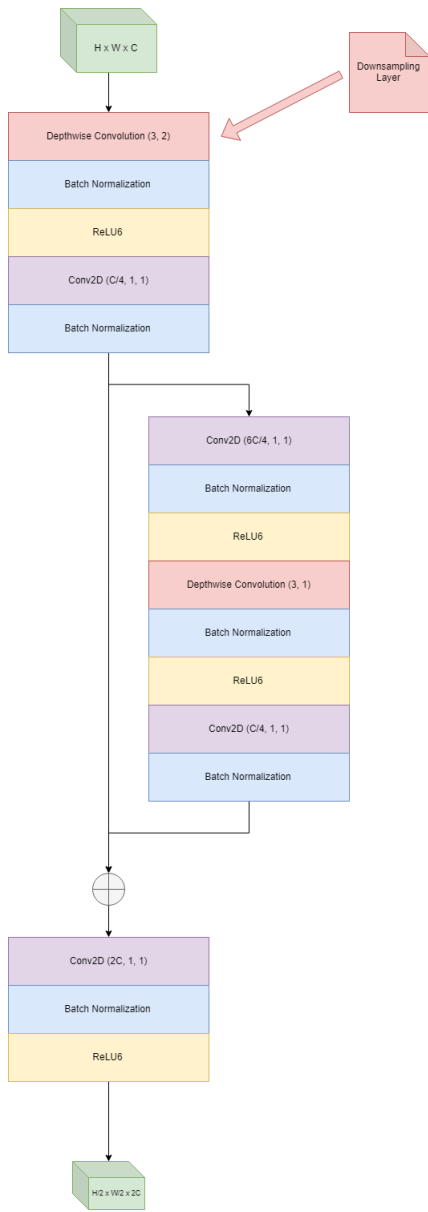 H x W x C
Downsampling
Layer
Depthwise Convolution (3, 2)
Batch Normalization
ReLU6
Conv2D (C/4, 1, 1)
Batch Normalization
Conv2D (6C/4, 1, 1)
Batch Normalization
ReLU6
Depthwise Convolution (3, 1)
Batch Normalization
ReLU6
Conv2D (C/4, 1, 1)
Batch Normalization
Conv2D (2C, 1, 1)
Batch Normalization
ReLU6
H/2 x W/2 x 2C